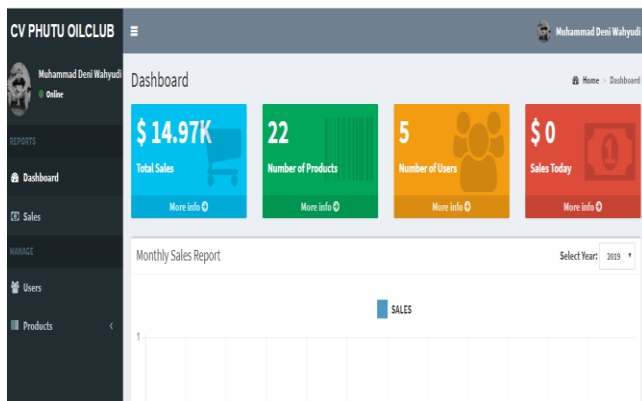 CV PHUTU OILCLUB
Muhammad Deni Wahyudi
Muhammad Deni Wahyudi
Online
REPORTS
Dashboard
Sales
MANAGE
Users
Products
Dashboard
Home > Dashboard
$ 14.97K
Total Sales
More info
22
Number of Products
More info
5
Number of Users
More info
$ 0
Sales Today
More info
Monthly Sales Report
Select Year: 2019
SALES
1